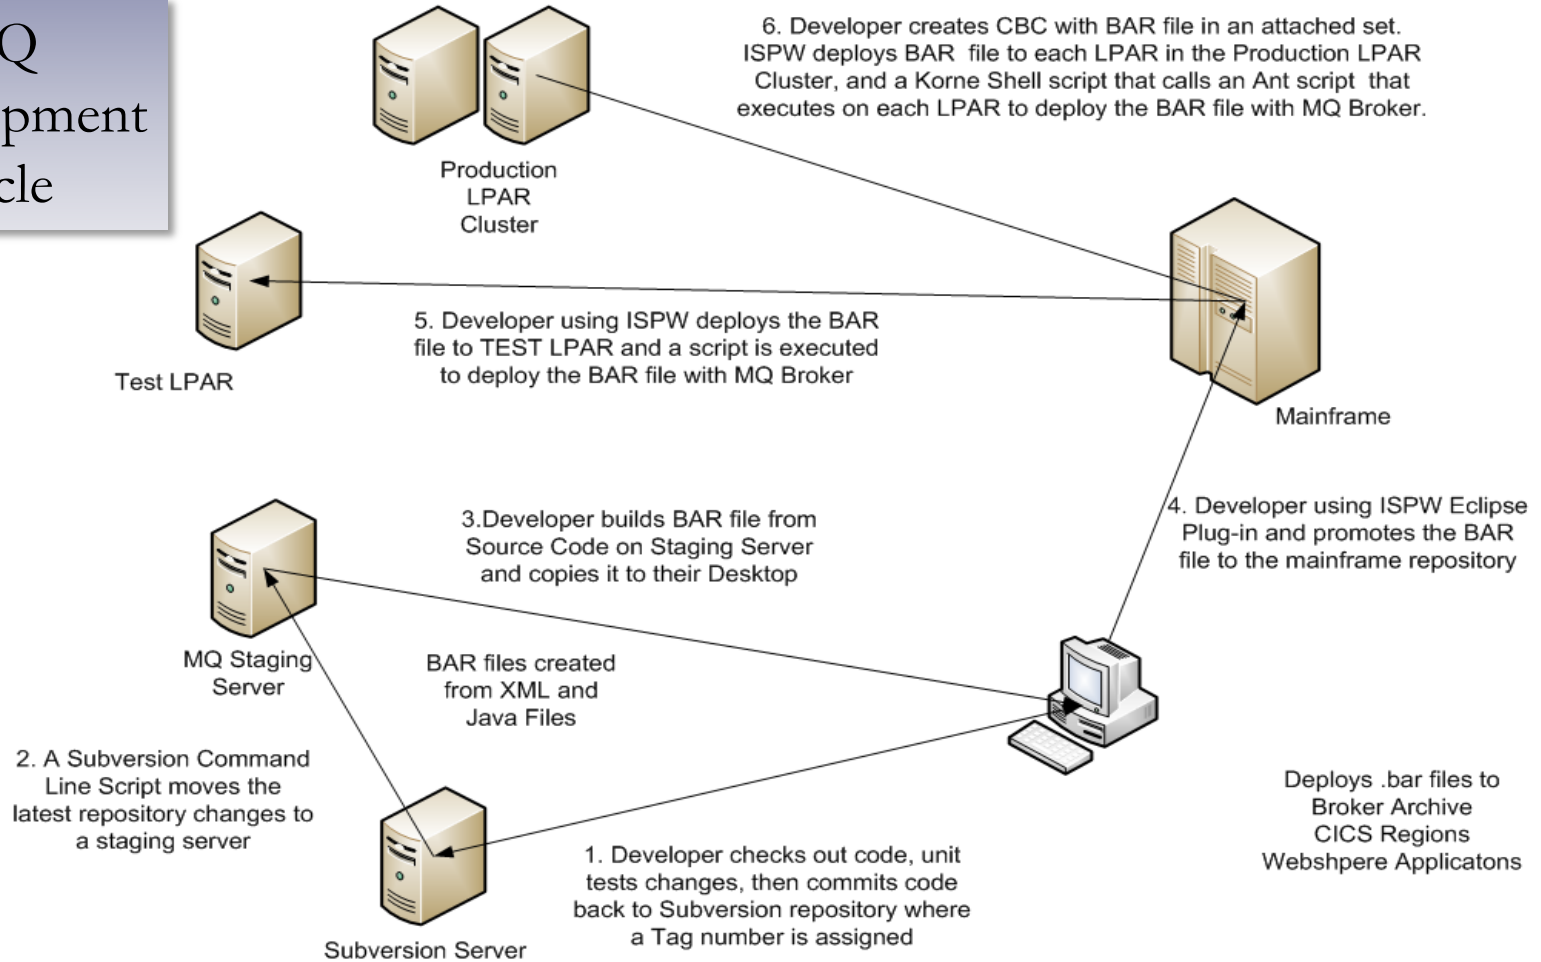 Q
pment
cle
6. Developer creates CBC with BAR file in an attached set.
ISPW deploys BAR file to each LPAR in the Production LPAR
Cluster, and a Korne Shell script that calls an Ant script that
executes on each LPAR to deploy the BAR file with MQ Broker.
Production
LPAR
Cluster
Test LPAR
5. Developer using ISPW deploys the BAR
file to TEST LPAR and a script is executed
to deploy the BAR file with MQ Broker
Mainframe
4. Developer using ISPW Eclipse
Plug-in and promotes the BAR
file to the mainframe repository
3.Developer builds BAR file from
Source Code on Staging Server
and copies it to their Desktop
MQ Staging
Server
BAR files created
from XML and
Java Files
2. A Subversion Command
Line Script moves the
latest repository changes to
a staging server
Deploys .bar files to
Broker Archive
CICS Regions
Webshpere Applicatons
1. Developer checks out code, unit
tests changes, then commits code
back to Subversion repository where
a Tag number is assigned
Subversion Server